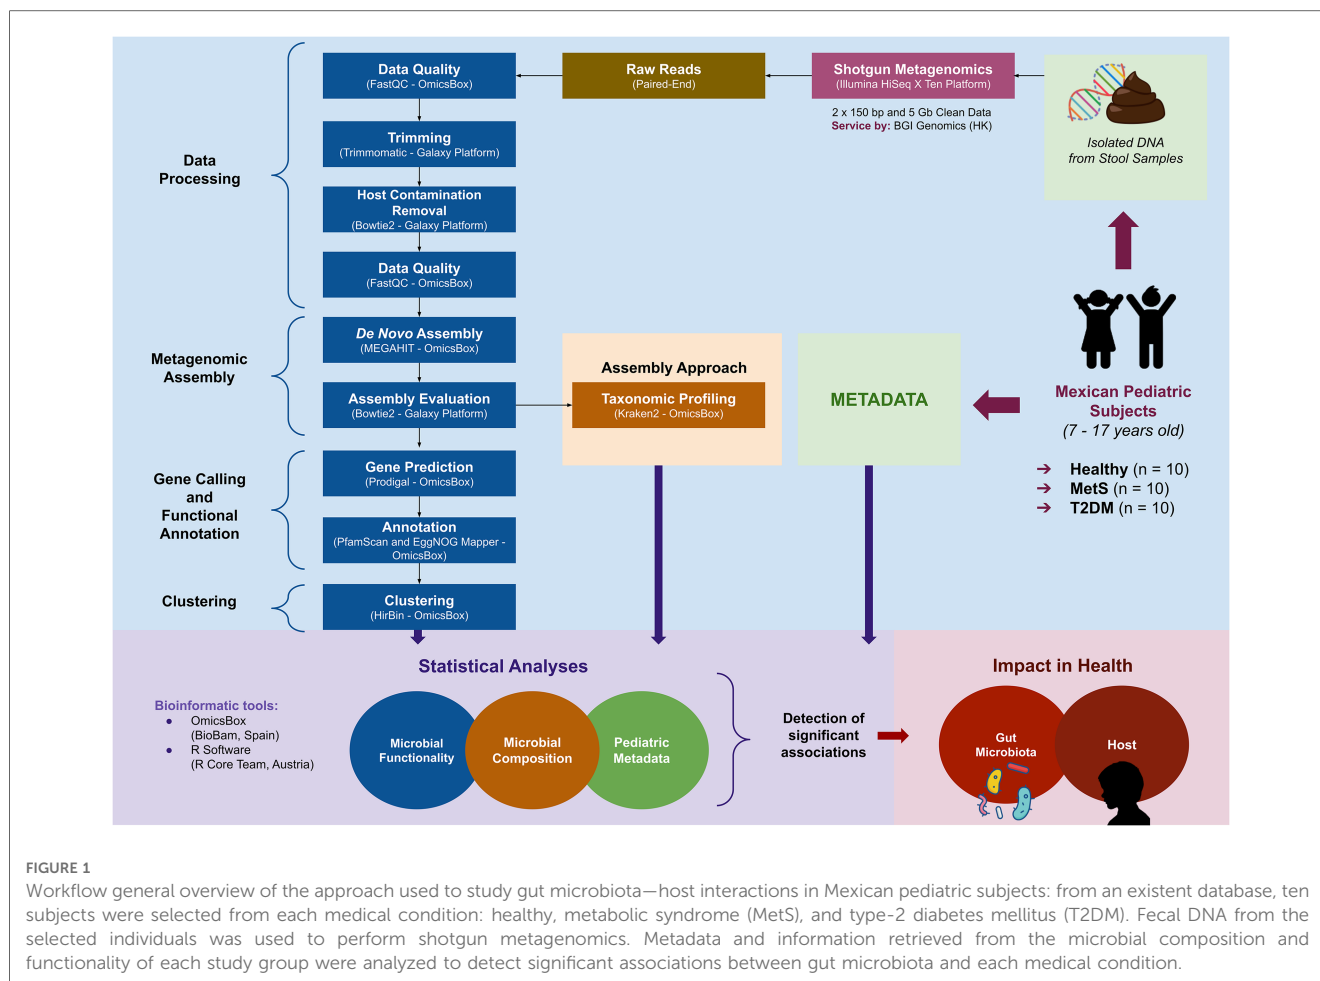 Data Quality
(FastQC - OmicsBox)
Raw Reads
(Paired-End)
Shotgun Metagenomics
(Illumina HiSeq X Ten Platform)
2 x 150 bp and 5 Gb Clean Data
Service by: BGI Genomics (HK)
Isolated DNA
from Stool Samples
Data
Processing
Trimming
(Trimmomatic - Galaxy Platform)
Host Contamination
Removal
(Bowtie2 - Galaxy Platform)
Data Quality
(FastQC - OmicsBox)
Metagenomic
Assembly
De Novo Assembly
(MEGAHIT - OmicsBox)
Assembly Evaluation
(Bowtie2 - Galaxy Platform)
Assembly Approach
Taxonomic Profiling
(Kraken2 - OmicsBox)
METADATA
Mexican Pediatric
Subjects
(7 - 17 years old)
➔ Healthy (n = 10)
➔ MetS (n = 10)
➔ T2DM (n = 10)
Gene Calling
and
Functional
Annotation
Gene Prediction
(Prodigal - OmicsBox)
Annotation
(PfamScan and EggNOG Mapper -
OmicsBox)
Clustering
Clustering
(HirBin - OmicsBox)
Statistical Analyses
Impact in Health
Bioinformatic tools:
● OmicsBox
(BioBam, Spain)
● R Software
(R Core Team, Austria)
Microbial
Functionality
Microbial
Composition
Pediatric
Metadata
Detection of
significant
associations
Gut
Microbiota
Host
FIGURE 1
Workflow general overview of the approach used to study gut microbiota—host interactions in Mexican pediatric subjects: from an existent database, ten
subjects were selected from each medical condition: healthy, metabolic syndrome (MetS), and type-2 diabetes mellitus (T2DM). Fecal DNA from the
selected individuals was used to perform shotgun metagenomics. Metadata and information retrieved from the microbial composition and
functionality of each study group were analyzed to detect significant associations between gut microbiota and each medical condition.